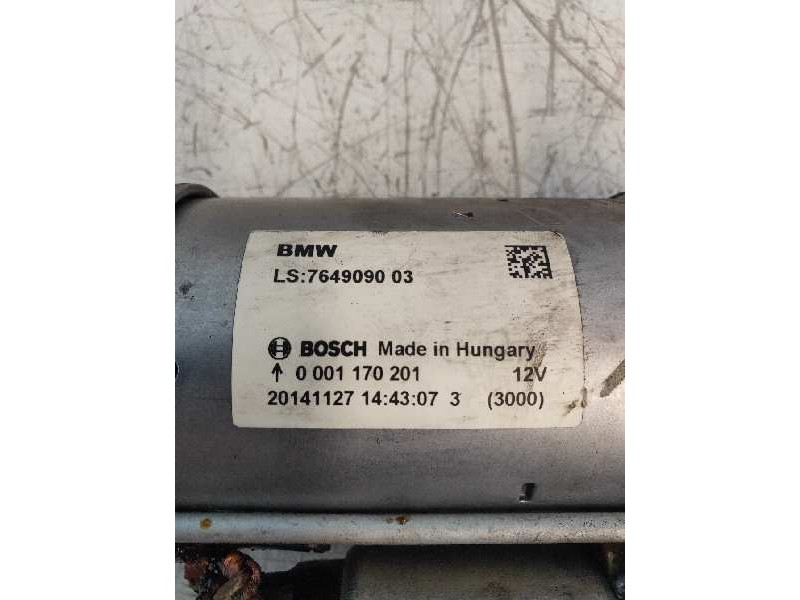 BMW
LS:7649090 03
BOSCH Made in Hungary
↑ 0 001 170 201 12V
20141127 14:43:07 3 (3000)